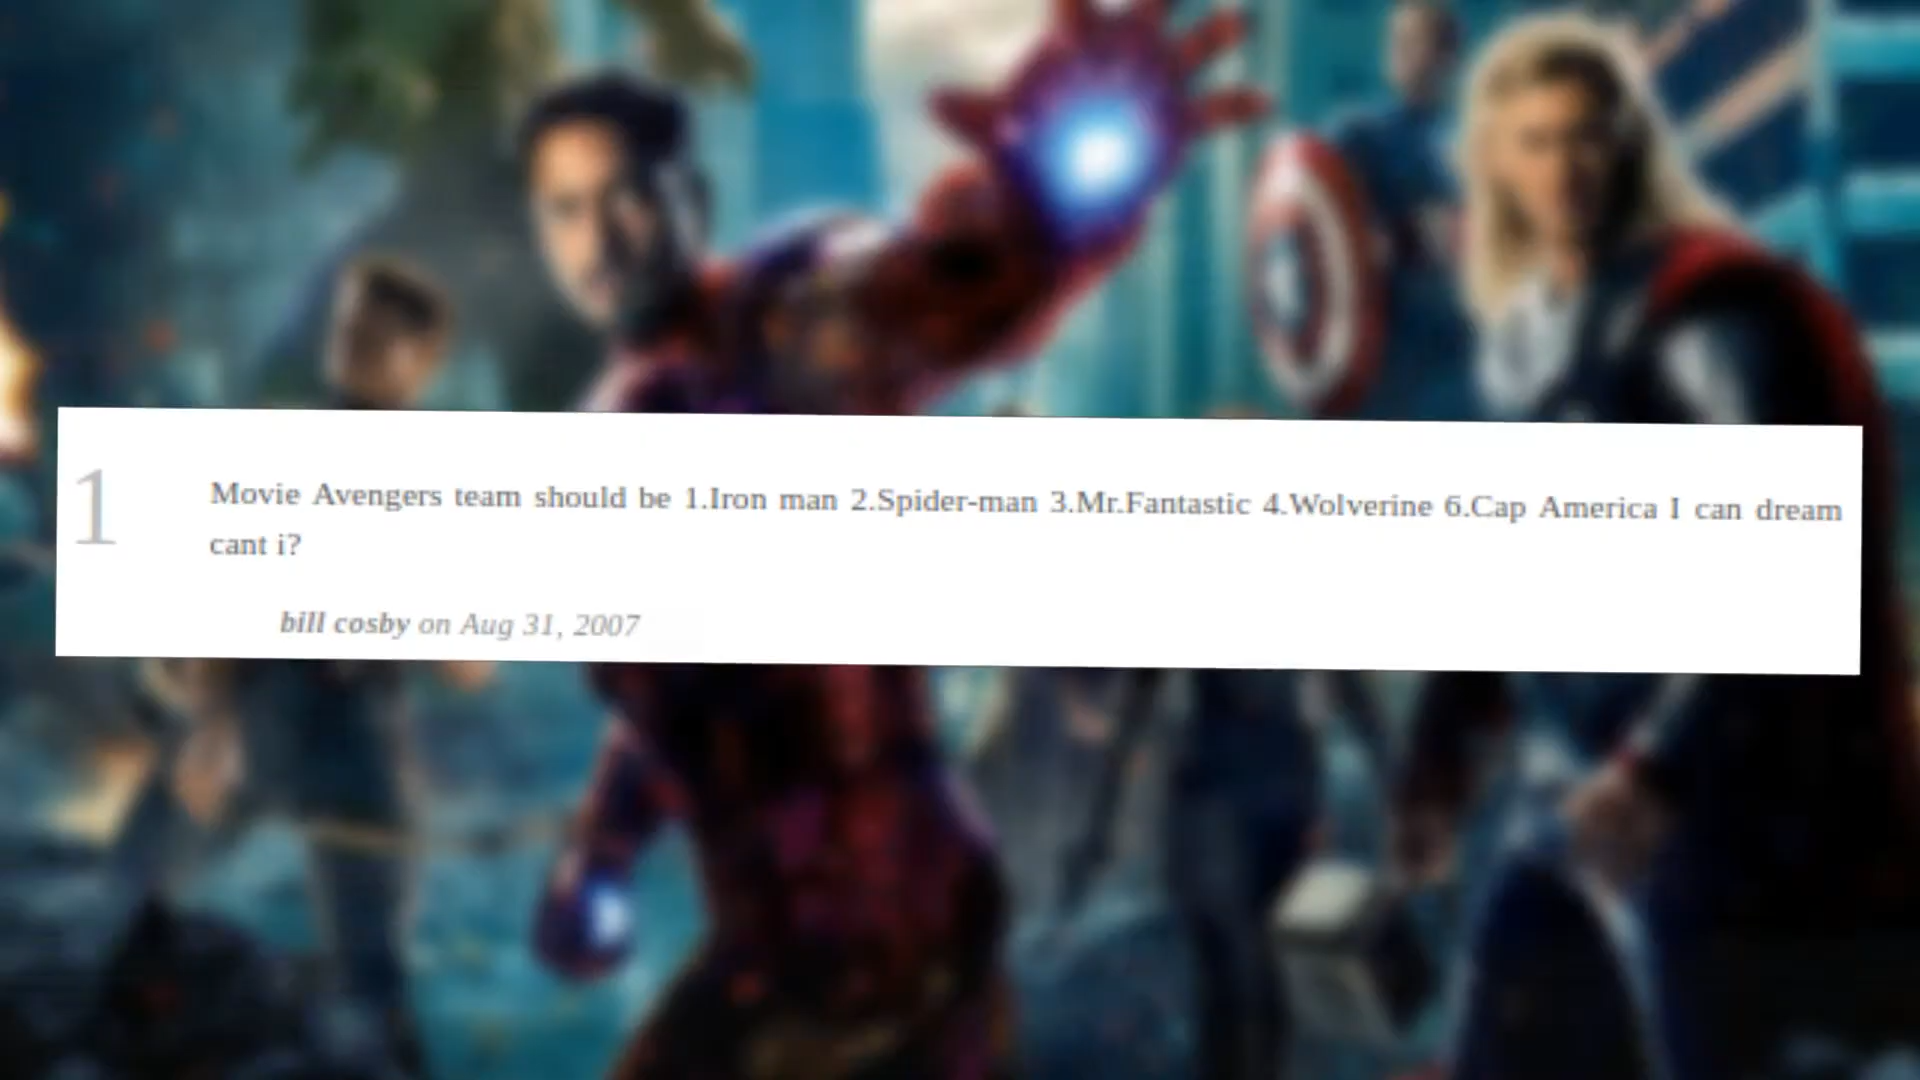 1
Movie Avengers team should be 1.Iron man 2.Spider-man 3.Mr.Fantastic 4.Wolverine 6.Cap America I can dream
cant i?
bill cosby on Aug 31, 2007